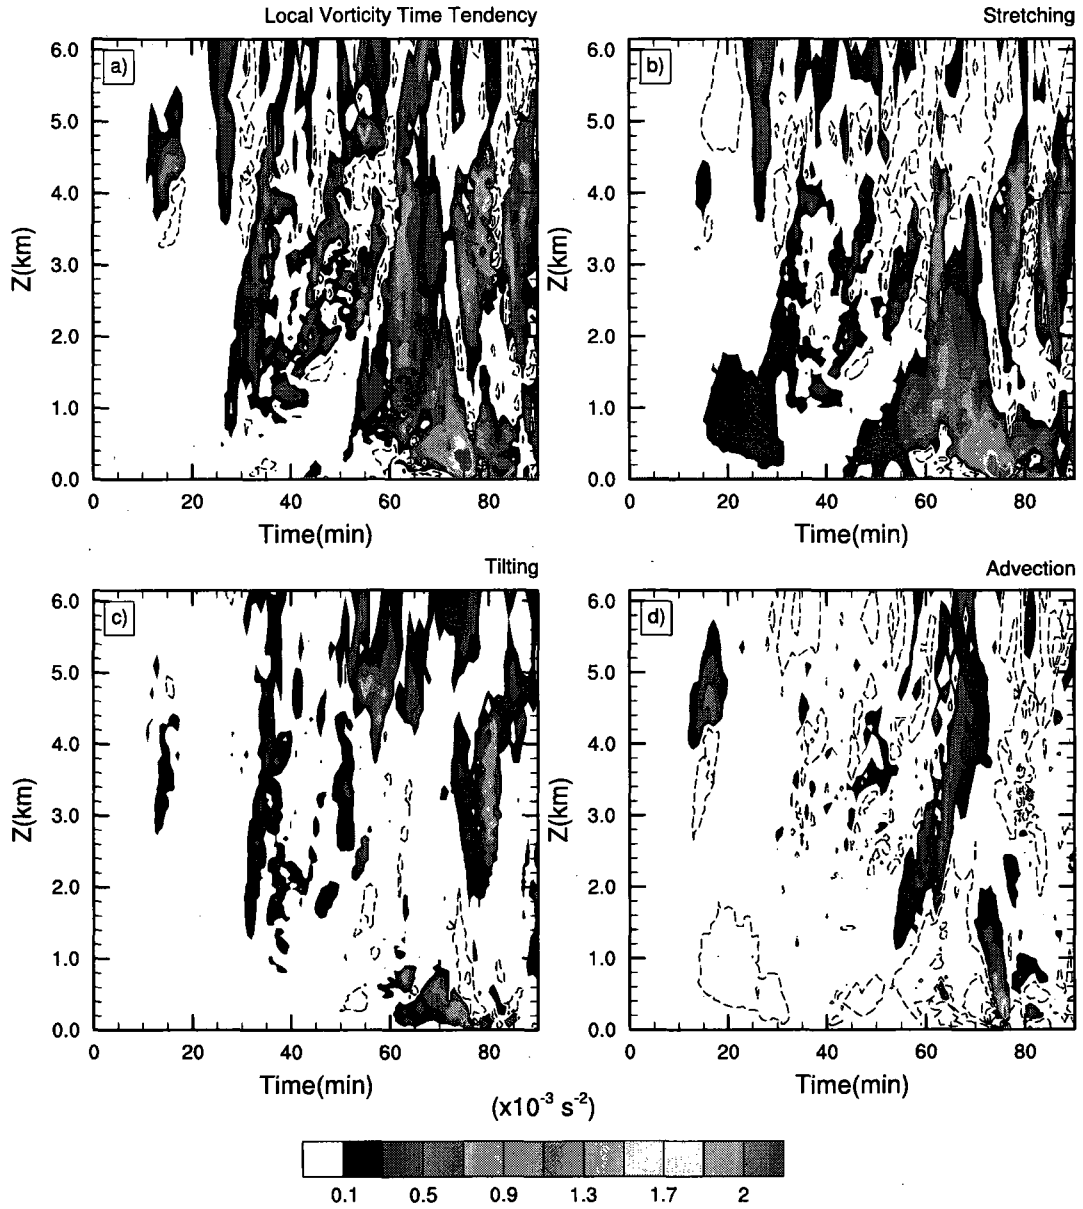 Local Vorticity Time Tendency
Stretching
a)
b)
6.0
5.0
4.0
3.0
2.0
1.0
0.0
Z(km)
0 20 40 60 80
Time(min)
6.0
5.0
4.0
3.0
2.0
1.0
0.0
Z(km)
0 20 40 60 80
Time(min)
Tilting
Advection
c)
d)
6.0
5.0
4.0
3.0
2.0
1.0
0.0
Z(km)
0 20 40 60 80
Time(min)
6.0
5.0
4.0
3.0
2.0
1.0
0.0
Z(km)
0 20 40 60 80
Time(min)
(x10⁻³ s⁻²)
0.1 0.5 0.9 1.3 1.7 2